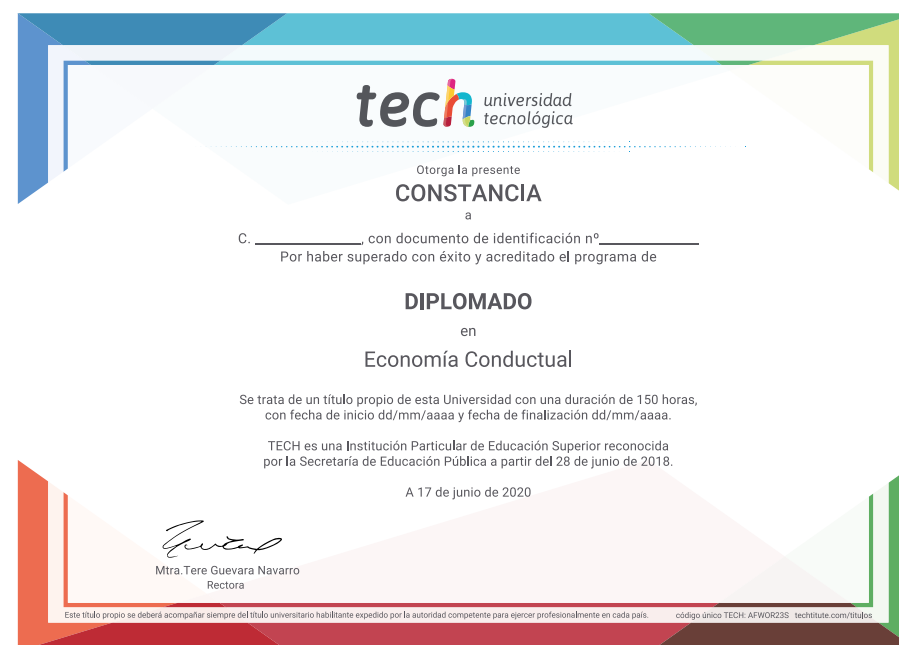 tech universidad
tecnológica
Otorga la presente
CONSTANCIA
a
C. ____________, con documento de identificación nº____________
Por haber superado con éxito y acreditado el programa de
DIPLOMADO
en
Economía Conductual
Se trata de un título propio de esta Universidad con una duración de 150 horas,
con fecha de inicio dd/mm/aaaa y fecha de finalización dd/mm/aaaa.
TECH es una Institución Particular de Educación Superior reconocida
por la Secretaría de Educación Pública a partir del 28 de junio de 2018.
A 17 de junio de 2020
Mtra.Tere Guevara Navarro
Rectora
Este título propio se deberá acompañar siempre del título universitario habilitante expedido por la autoridad competente para ejercer profesionalmente en cada país. código único TECH: AFWOR23S techtitute.com/titulos